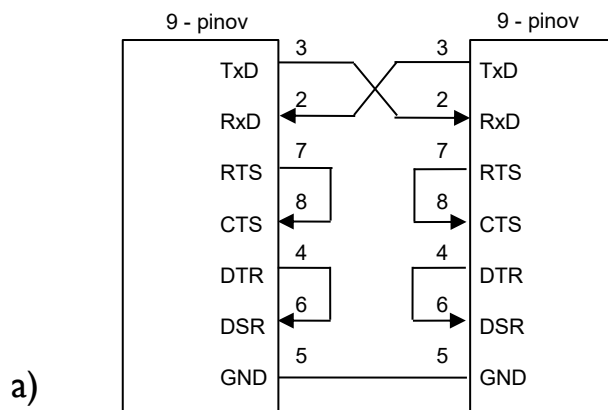 9 - pinov 9 - pinov
3 3
TxD TxD
2 2
RxD RxD
7 7
RTS RTS
8 8
CTS CTS
4 4
DTR DTR
6 6
DSR DSR
5 5
a) GND GND